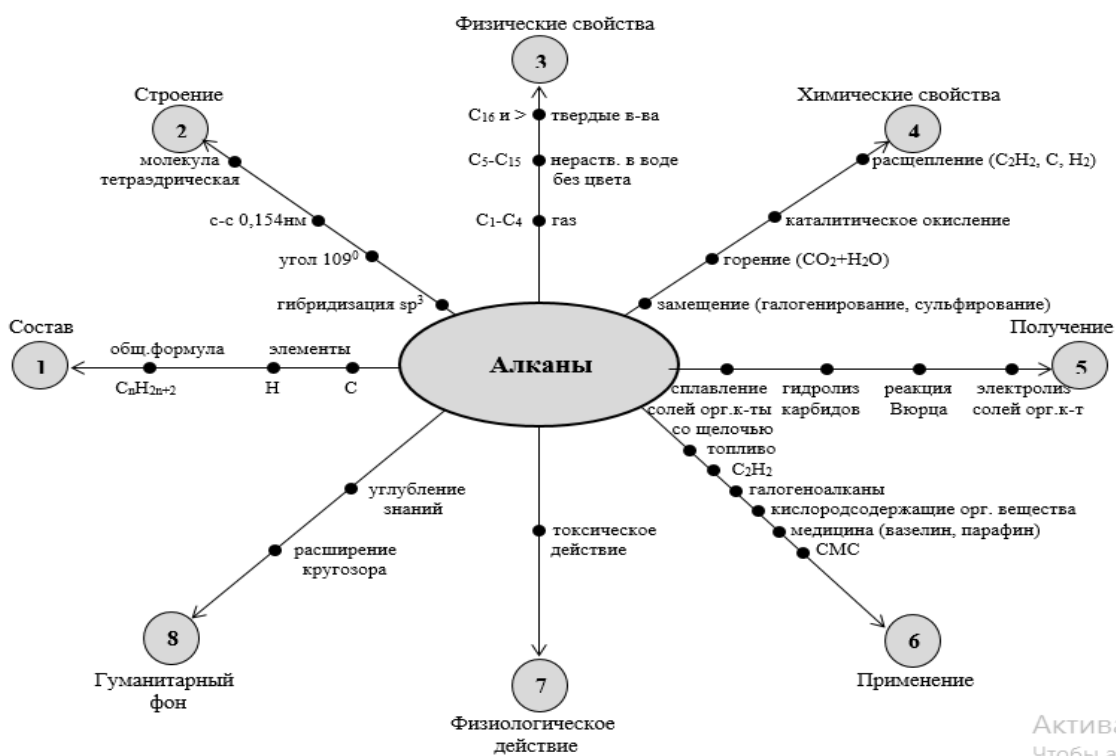 Физические свойства
3
C₁₆ и > твердые в-ва
C₅-C₁₅ нераств. в воде
без цвета
C₁-C₄ газ
Строение
2
молекула
тетраэдрическая
с-с 0,154нм
угол 109⁰
гибридизация sp³
Химические свойства
4
расщепление (C₂H₂, C, H₂)
каталитическое окисление
горение (CO₂+H₂O)
замещение (галогенирование, сульфирование)
Состав
1
общ.формула элементы
CₙH₂ₙ₊₂ H C
Алканы
Получение
5
сплавление гидролиз реакция электролиз
солей орг.к-ты карбидов Вюрца солей орг.к-т
со щелочью
топливо
C₂H₂
галогеноалканы
кислородсодержащие орг. вещества
медицина (вазелин, парафин)
СМС
6
Применение
токсическое
действие
7
Физиологическое
действие
углубление
знаний
расширение
кругозора
8
Гуманитарный
фон